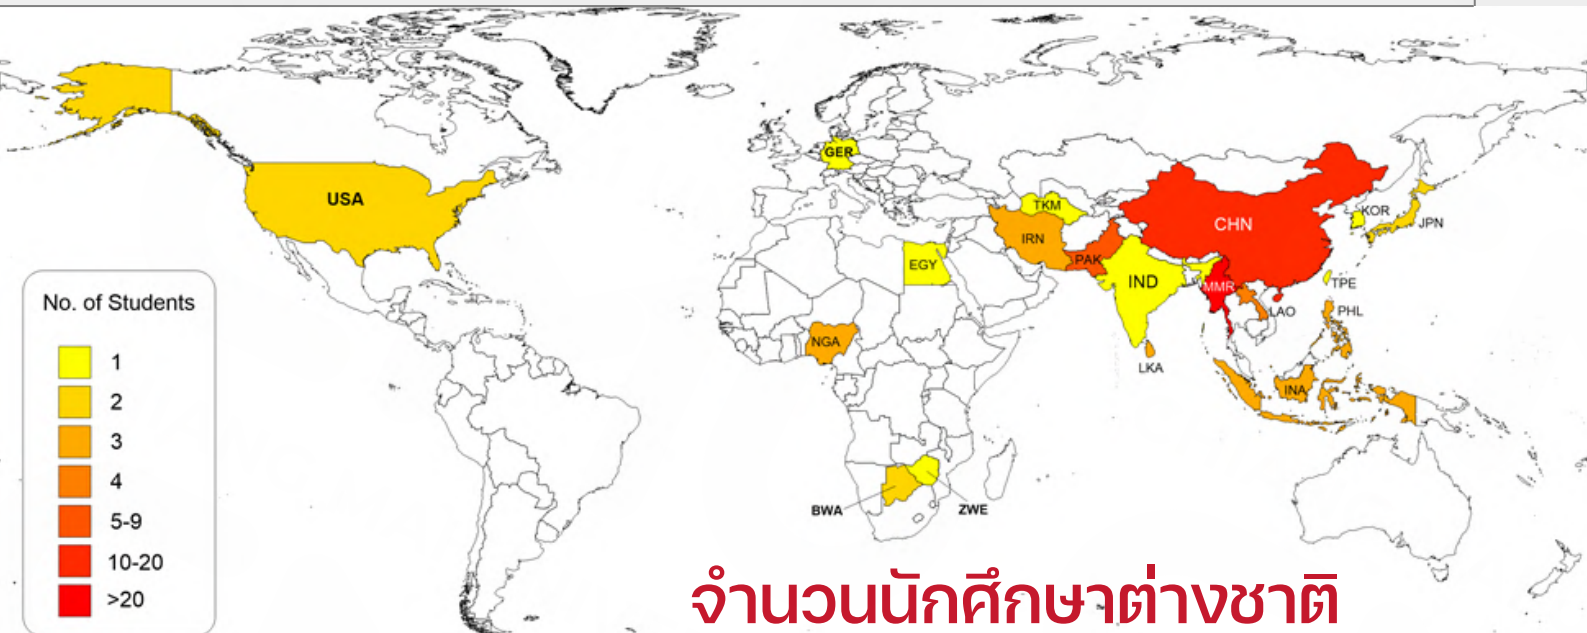 USA
GER
TKM
KOR
JPN
CHN
IRN
PAK
EGY
IND
MMR
TPE
LAO
PHL
NGA
LKA
INA
BWA
ZWE
No. of Students
1
2
3
4
5-9
10-20
>20
จำนวนนักศึกษาต่างชาติ